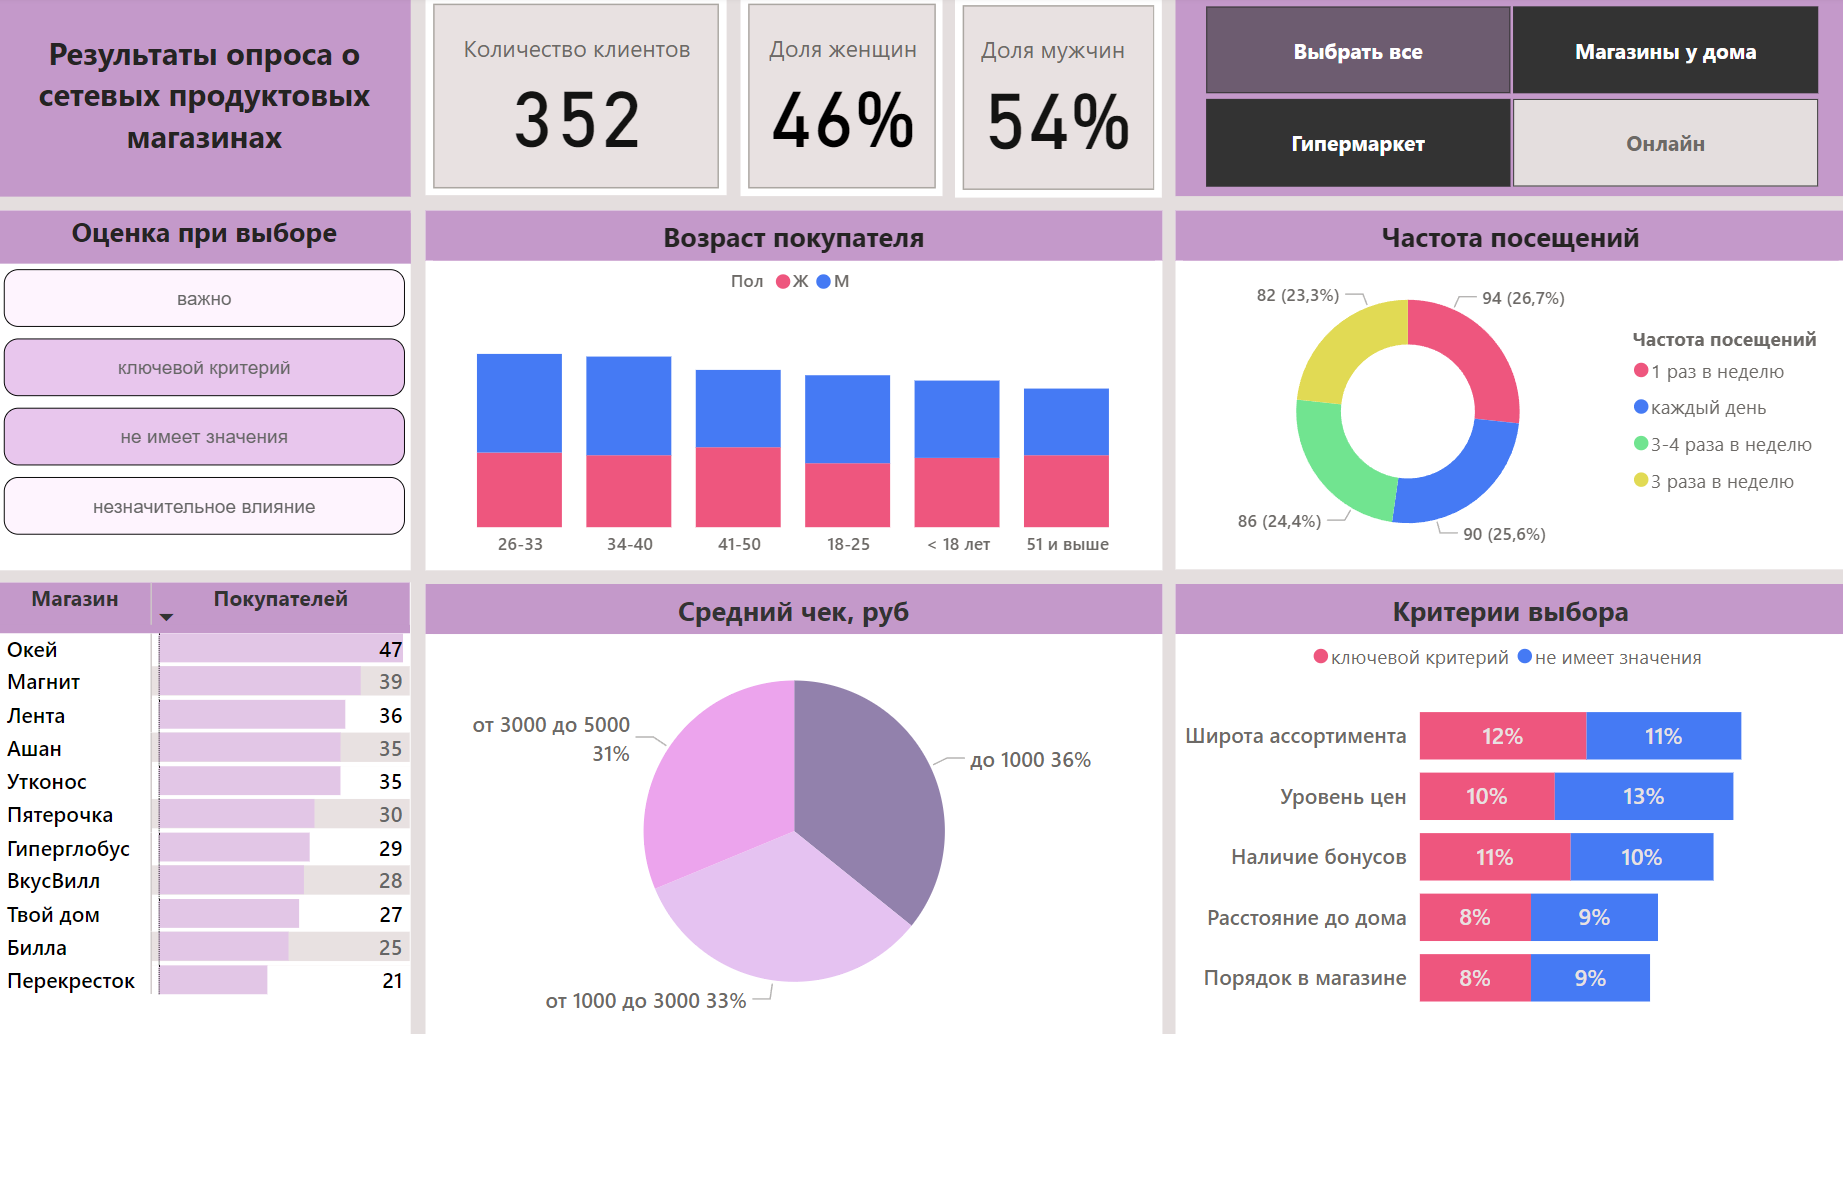 Результаты опроса о
сетевых продуктовых
магазинах
Количество клиентов
352
Доля женщин
46%
Доля мужчин
54%
Выбрать все
Магазины у дома
Гипермаркет
Онлайн
Оценка при выборе
важно
ключевой критерий
не имеет значения
незначительное влияние
Возраст покупателя
Пол Ж М
26-33 34-40 41-50 18-25 < 18 лет 51 и выше
Частота посещений
82 (23,3%)
94 (26,7%)
86 (24,4%)
90 (25,6%)
Частота посещений
1 раз в неделю
каждый день
3-4 раза в неделю
3 раза в неделю
Магазин Покупателей
Окей 47
Магнит 39
Лента 36
Ашан 35
Утконос 35
Пятерочка 30
Гиперглобус 29
ВкусВилл 28
Твой дом 27
Билла 25
Перекресток 21
Средний чек, руб
от 3000 до 5000
31%
до 1000 36%
от 1000 до 3000 33%
Критерии выбора
ключевой критерий не имеет значения
Широта ассортимента 12% 11%
Уровень цен 10% 13%
Наличие бонусов 11% 10%
Расстояние до дома 8% 9%
Порядок в магазине 8% 9%